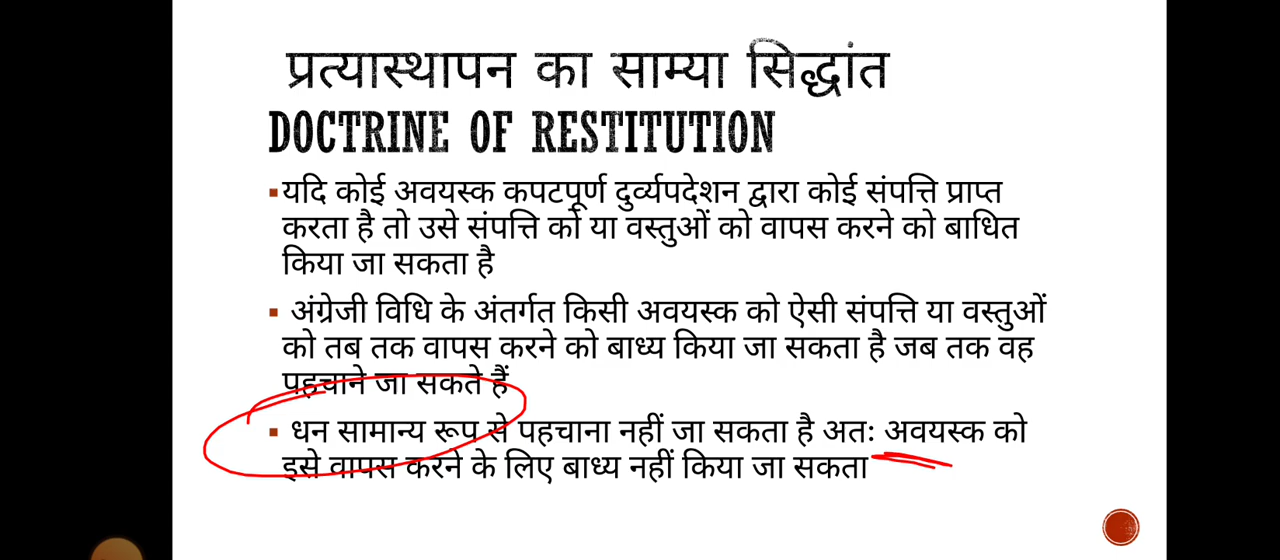 प्रत्यास्थापन का साम्या सिद्धांत
DOCTRINE OF RESTITUTION
▪यदि कोई अवयस्क कपटपूर्ण दुर्व्यपदेशन द्वारा कोई संपत्ति प्राप्त
करता है तो उसे संपत्ति को या वस्तुओं को वापस करने को बाधित
किया जा सकता है
▪ अंग्रेजी विधि के अंतर्गत किसी अवयस्क को ऐसी संपत्ति या वस्तुओं
को तब तक वापस करने को बाध्य किया जा सकता है जब तक वह
पहचाने जा सकते हैं
▪ धन सामान्य रूप से पहचाना नहीं जा सकता है अतः अवयस्क को
इसे वापस करने के लिए बाध्य नहीं किया जा सकता